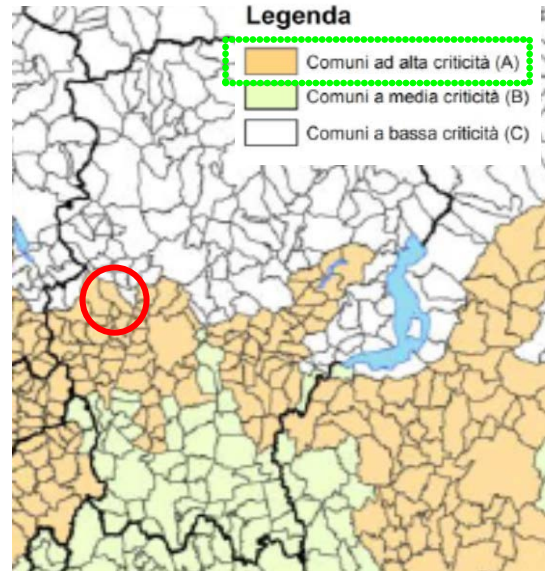 Legenda
Comuni ad alta criticità (A)
Comuni a media criticità (B)
Comuni a bassa criticità (C)